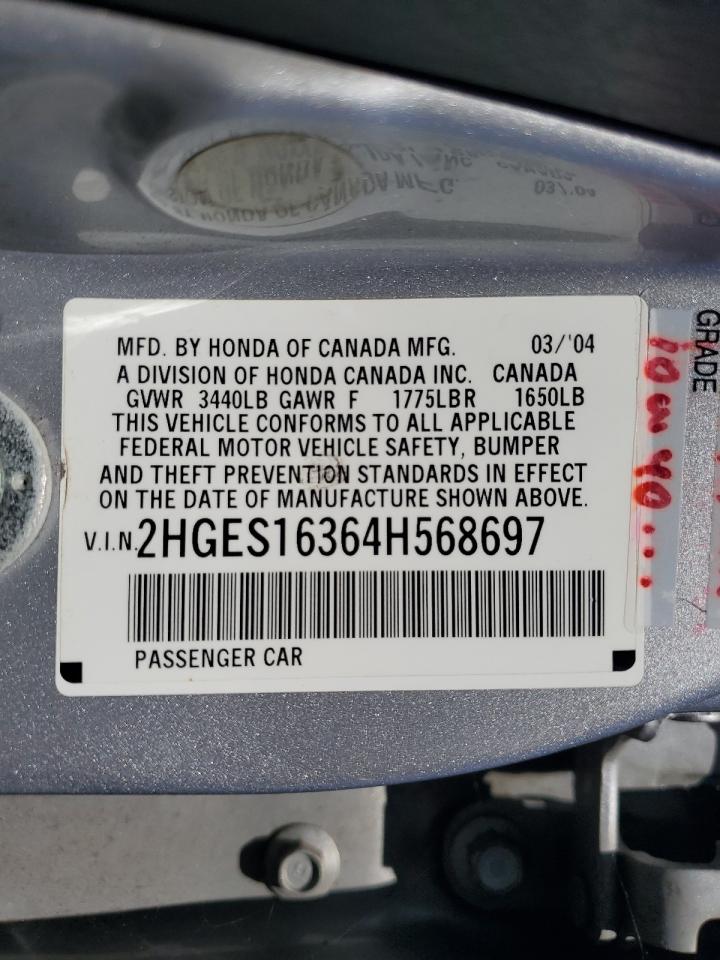 MFD. BY HONDA OF CANADA MFG. 03/'04
A DIVISION OF HONDA CANADA INC. CANADA
GVWR 3440LB GAWR F 1775LBR 1650LB
THIS VEHICLE CONFORMS TO ALL APPLICABLE
FEDERAL MOTOR VEHICLE SAFETY, BUMPER
AND THEFT PREVENTION STANDARDS IN EFFECT
ON THE DATE OF MANUFACTURE SHOWN ABOVE.
V.I.N. 2HGES16364H568697
PASSENGER CAR
GRADE